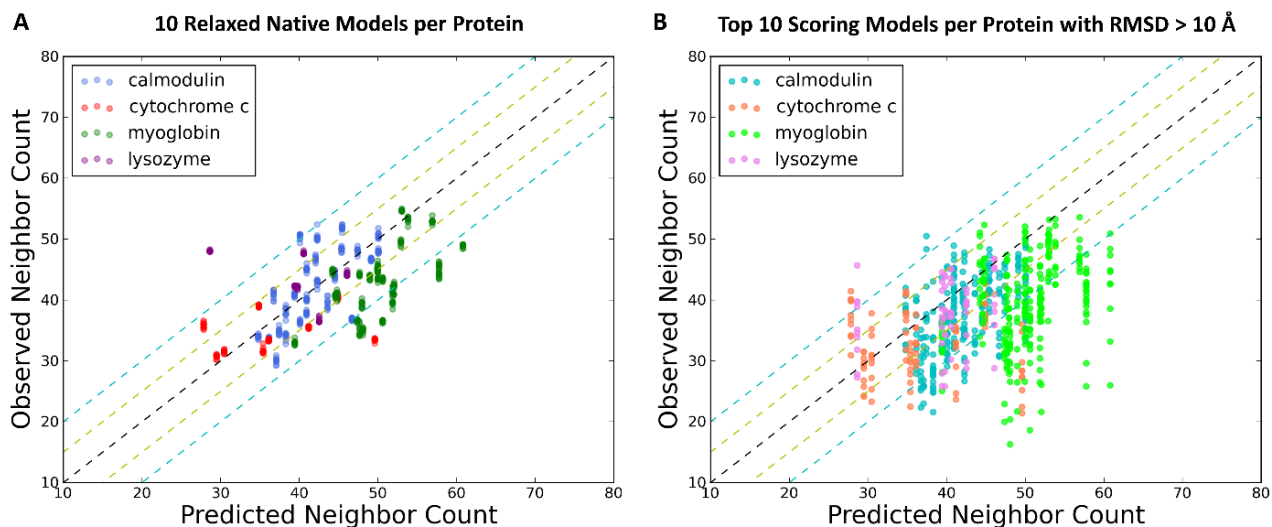 A 10 Relaxed Native Models per Protein
80
70
60
50
40
30
20
10
10 20 30 40 50 60 70 80
Observed Neighbor Count
Predicted Neighbor Count
calmodulin
cytochrome c
myoglobin
lysozyme
B Top 10 Scoring Models per Protein with RMSD > 10 Å
80
70
60
50
40
30
20
10
10 20 30 40 50 60 70 80
Observed Neighbor Count
Predicted Neighbor Count
calmodulin
cytochrome c
myoglobin
lysozyme